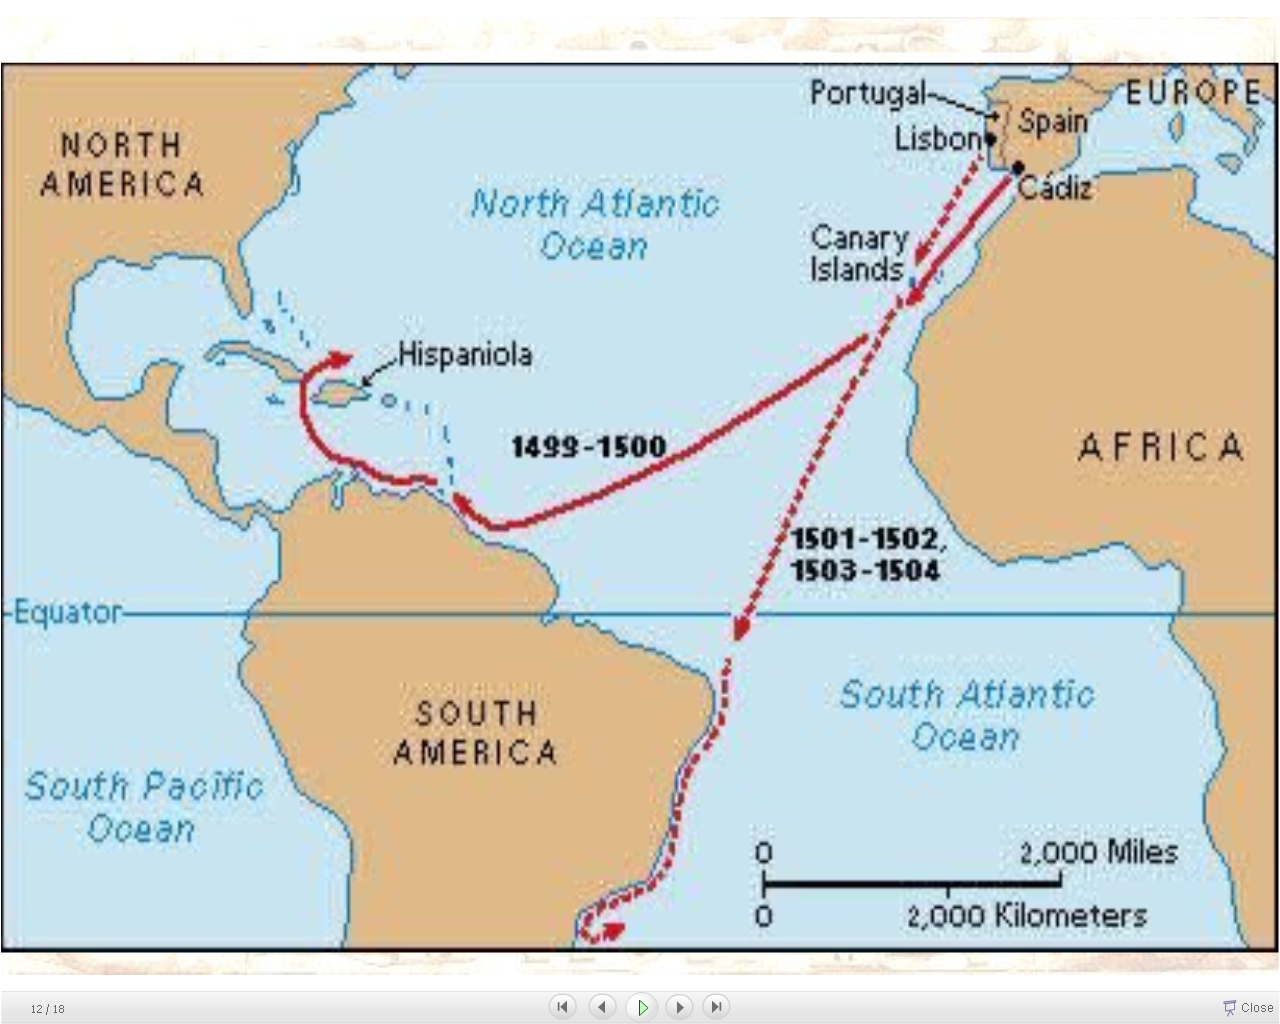 Portugal
EUROPE
Spain
Lisbon
NORTH
AMERICA
Cádiz
North Atlantic
Ocean
Canary
Islands
Hispaniola
1499-1500
AFRICA
1501-1502,
1503-1504
Equator
South Atlantic
Ocean
SOUTH
AMERICA
South Pacific
Ocean
0 2,000 Miles
0 2,000 Kilometers
12 / 18
Close